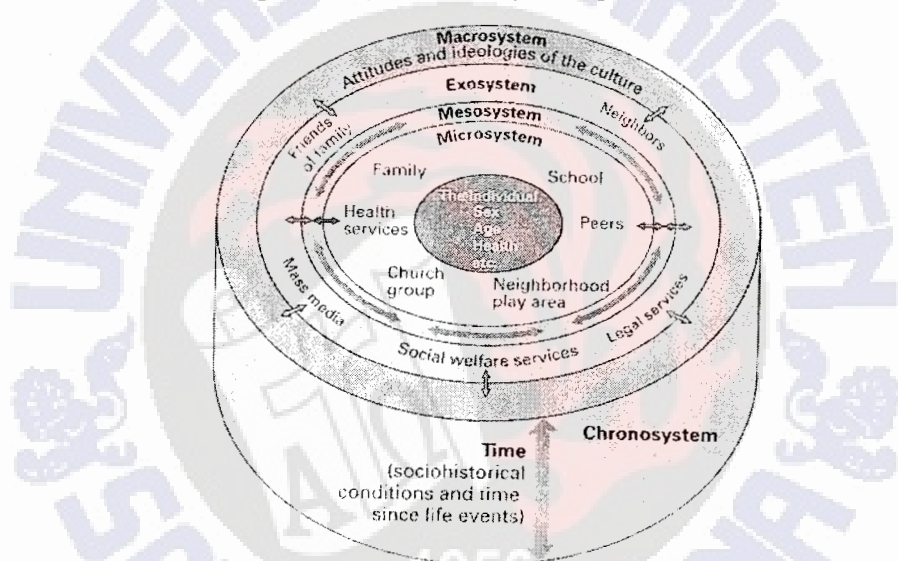 Macrosystem
Attitudes and ideologies of the culture
Exosystem
Mesosystem
Microsystem
Friends
of family
Neighbors
Family
School
The Individual
Sex
Age
Health
etc.
Health
services
Peers
Church
group
Neighborhood
play area
Mass media
Legal services
Social welfare services
Chronosystem
Time
(sociohistorical
conditions and time
since life events)